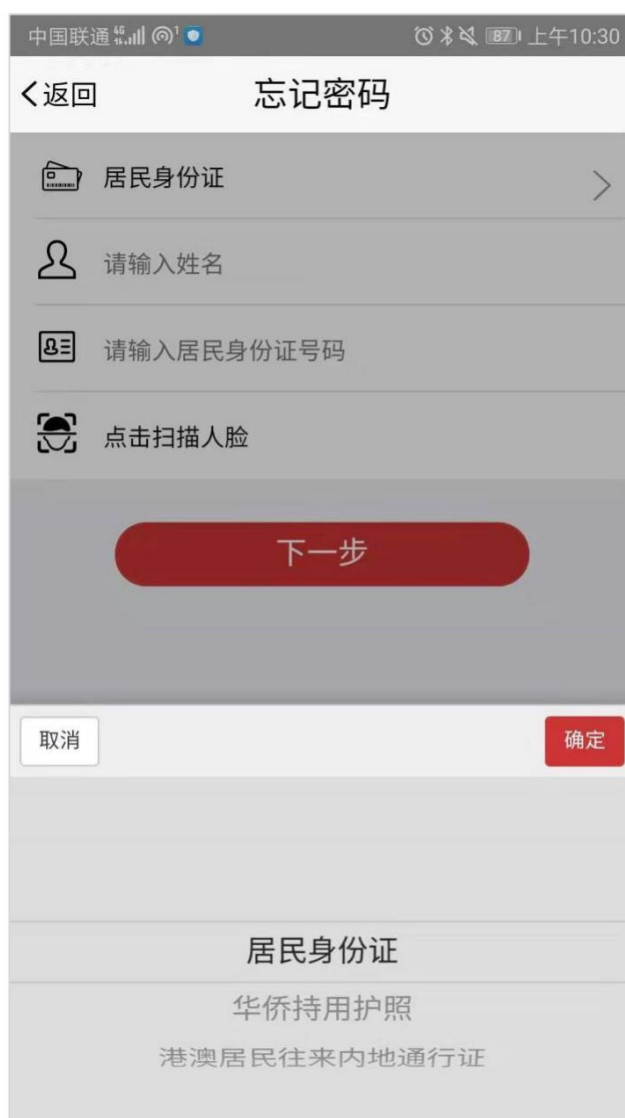 中国联通 4G 1 87 上午10:30
返回 忘记密码
居民身份证
请输入姓名
请输入居民身份证号码
点击扫描人脸
下一步
取消 确定
居民身份证
华侨持用护照
港澳居民往来内地通行证